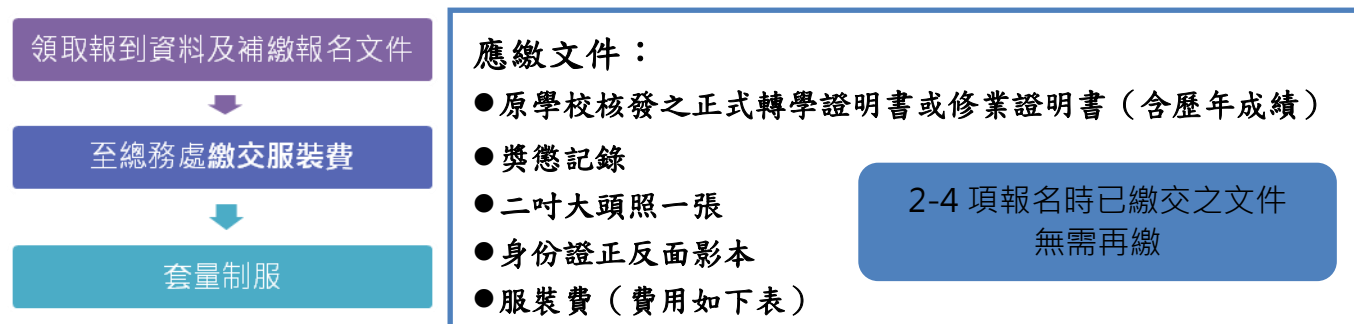 領取報到資料及補繳報名文件
至總務處繳交服裝費
套量制服
應繳文件：
●原學校核發之正式轉學證明書或修業證明書（含歷年成績）
●獎懲記錄
●二吋大頭照一張
●身份證正反面影本
●服裝費（費用如下表）
2-4 項報名時已繳交之文件
無需再繳